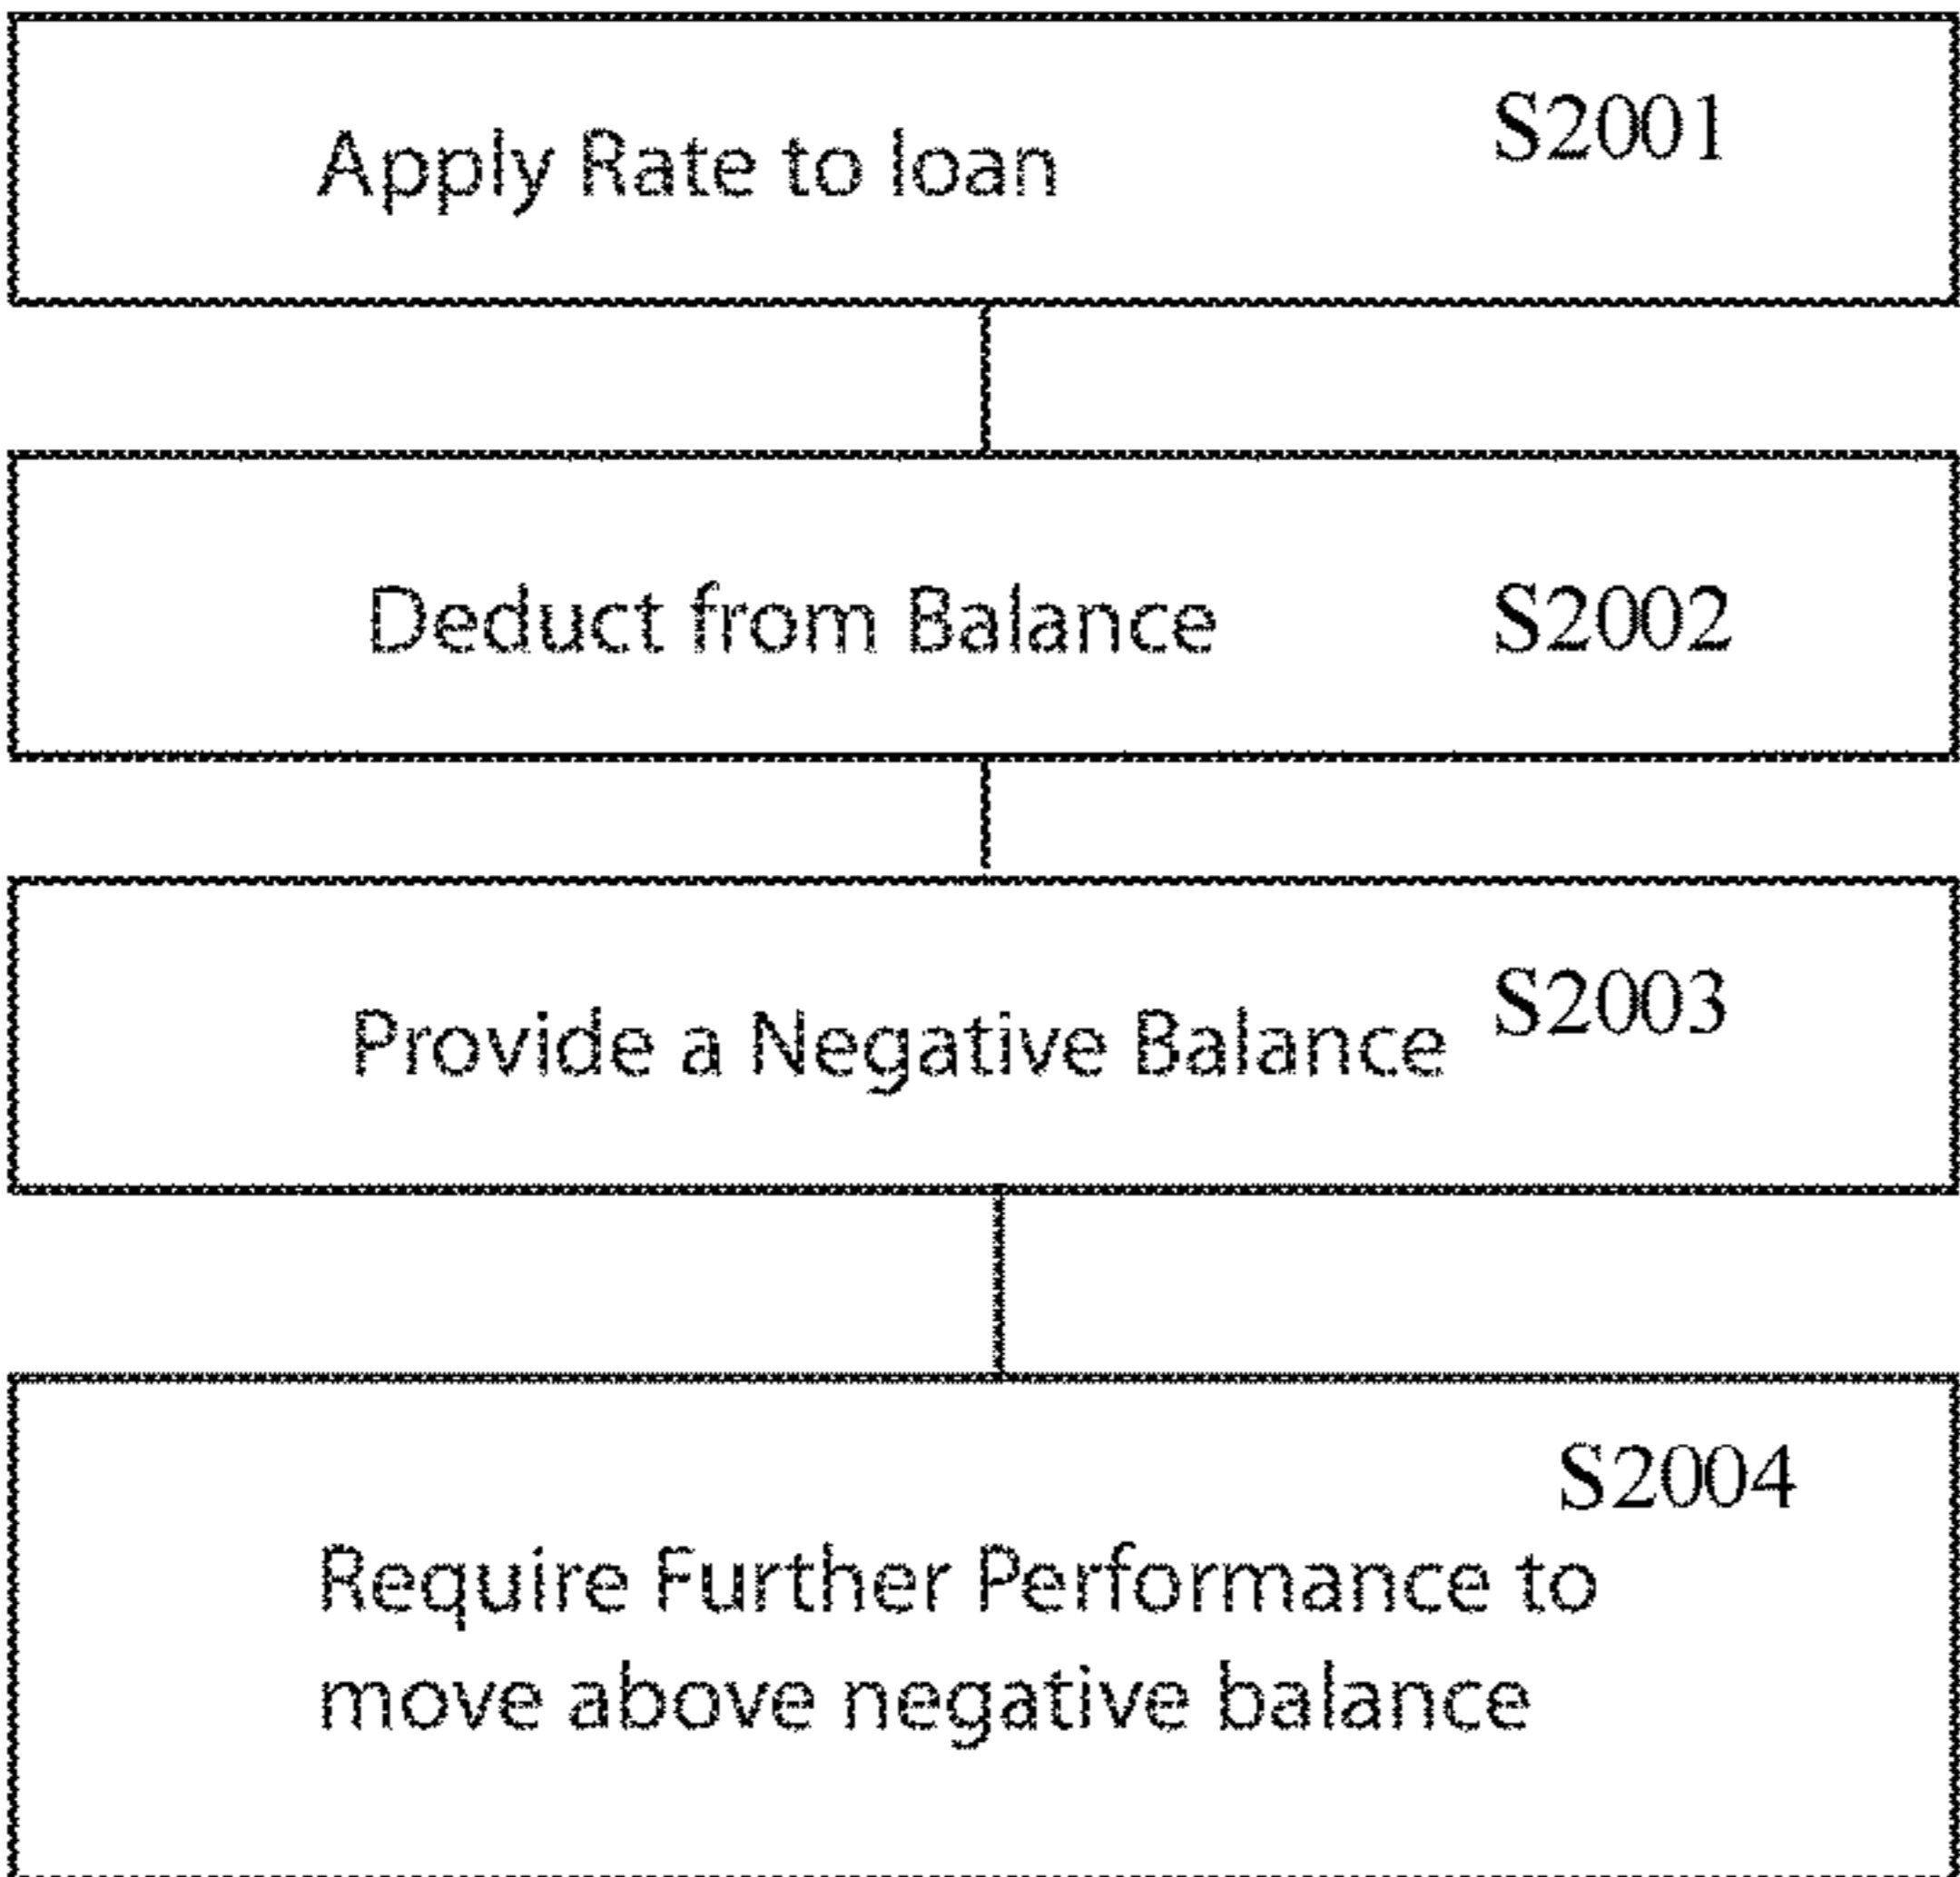 Apply Rate to loan S2001
Deduct from Balance S2002
Provide a Negative Balance S2003
S2004
Require Further Performance to
move above negative balance